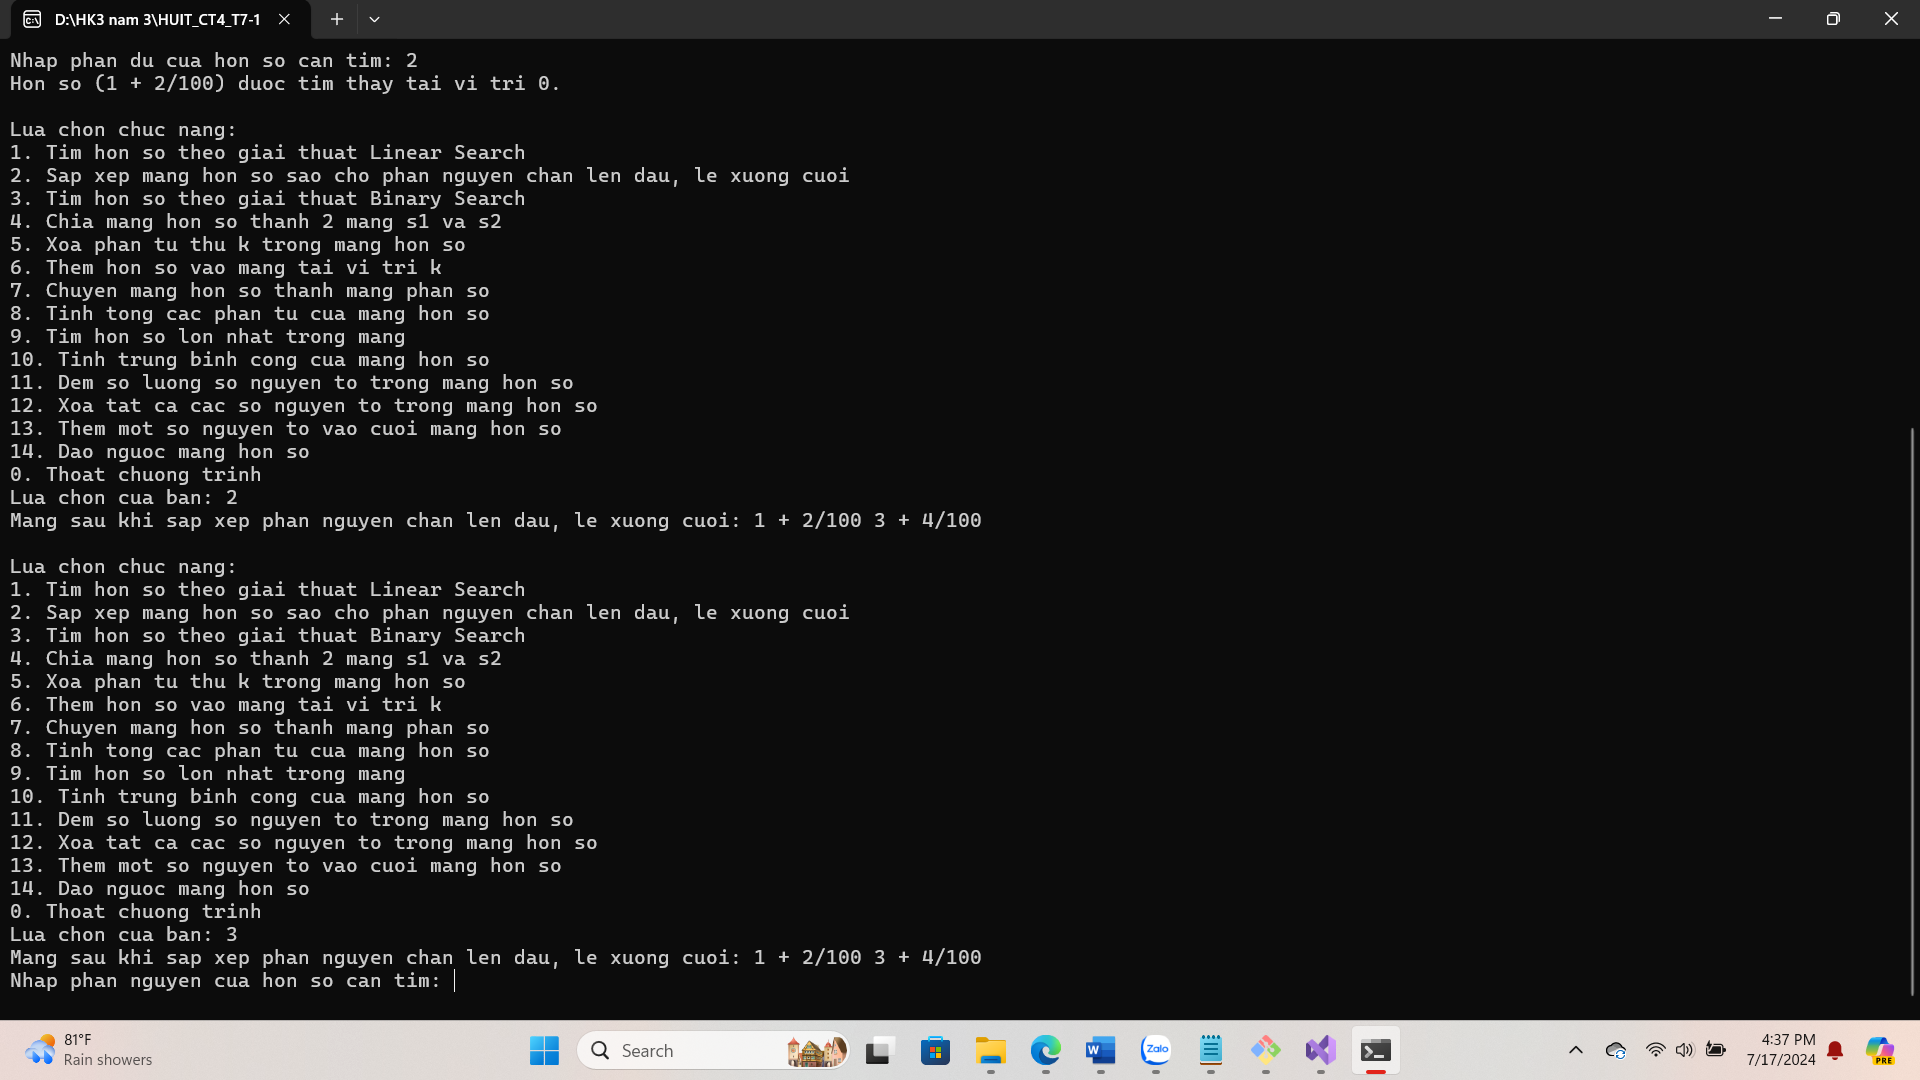 D:\HK3 nam 3\HUIT_CT4_T7-1
Nhap phan du cua hon so can tim: 2
Hon so (1 + 2/100) duoc tim thay tai vi tri 0.
Lua chon chuc nang:
1. Tim hon so theo giai thuat Linear Search
2. Sap xep mang hon so sao cho phan nguyen chan len dau, le xuong cuoi
3. Tim hon so theo giai thuat Binary Search
4. Chia mang hon so thanh 2 mang s1 va s2
5. Xoa phan tu thu k trong mang hon so
6. Them hon so vao mang tai vi tri k
7. Chuyen mang hon so thanh mang phan so
8. Tinh tong cac phan tu cua mang hon so
9. Tim hon so lon nhat trong mang
10. Tinh trung binh cong cua mang hon so
11. Dem so luong so nguyen to trong mang hon so
12. Xoa tat ca cac so nguyen to trong mang hon so
13. Them mot so nguyen to vao cuoi mang hon so
14. Dao nguoc mang hon so
0. Thoat chuong trinh
Lua chon cua ban: 2
Mang sau khi sap xep phan nguyen chan len dau, le xuong cuoi: 1 + 2/100 3 + 4/100
Lua chon chuc nang:
1. Tim hon so theo giai thuat Linear Search
2. Sap xep mang hon so sao cho phan nguyen chan len dau, le xuong cuoi
3. Tim hon so theo giai thuat Binary Search
4. Chia mang hon so thanh 2 mang s1 va s2
5. Xoa phan tu thu k trong mang hon so
6. Them hon so vao mang tai vi tri k
7. Chuyen mang hon so thanh mang phan so
8. Tinh tong cac phan tu cua mang hon so
9. Tim hon so lon nhat trong mang
10. Tinh trung binh cong cua mang hon so
11. Dem so luong so nguyen to trong mang hon so
12. Xoa tat ca cac so nguyen to trong mang hon so
13. Them mot so nguyen to vao cuoi mang hon so
14. Dao nguoc mang hon so
0. Thoat chuong trinh
Lua chon cua ban: 3
Mang sau khi sap xep phan nguyen chan len dau, le xuong cuoi: 1 + 2/100 3 + 4/100
Nhap phan nguyen cua hon so can tim:
81°F
Rain showers
Search
Zalo
4:37 PM
7/17/2024
PRE